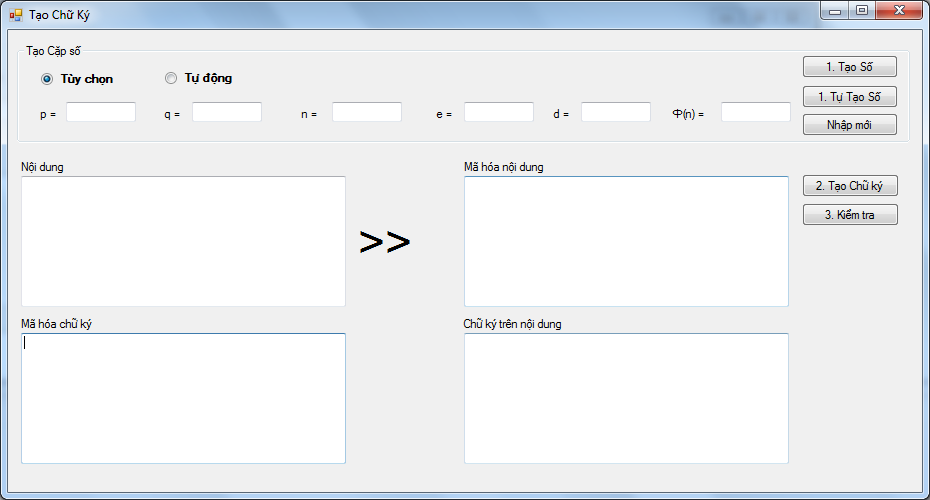 Tạo Chữ Ký
Tạo Cặp số
Tùy chọn
Tự động
1. Tạo Số
1. Tự Tạo Số
p =
q =
n =
e =
d =
Φ(n) =
Nhập mới
Nội dung
Mã hóa nội dung
2. Tạo Chữ ký
3. Kiểm tra
>>
Mã hóa chữ ký
Chữ ký trên nội dung